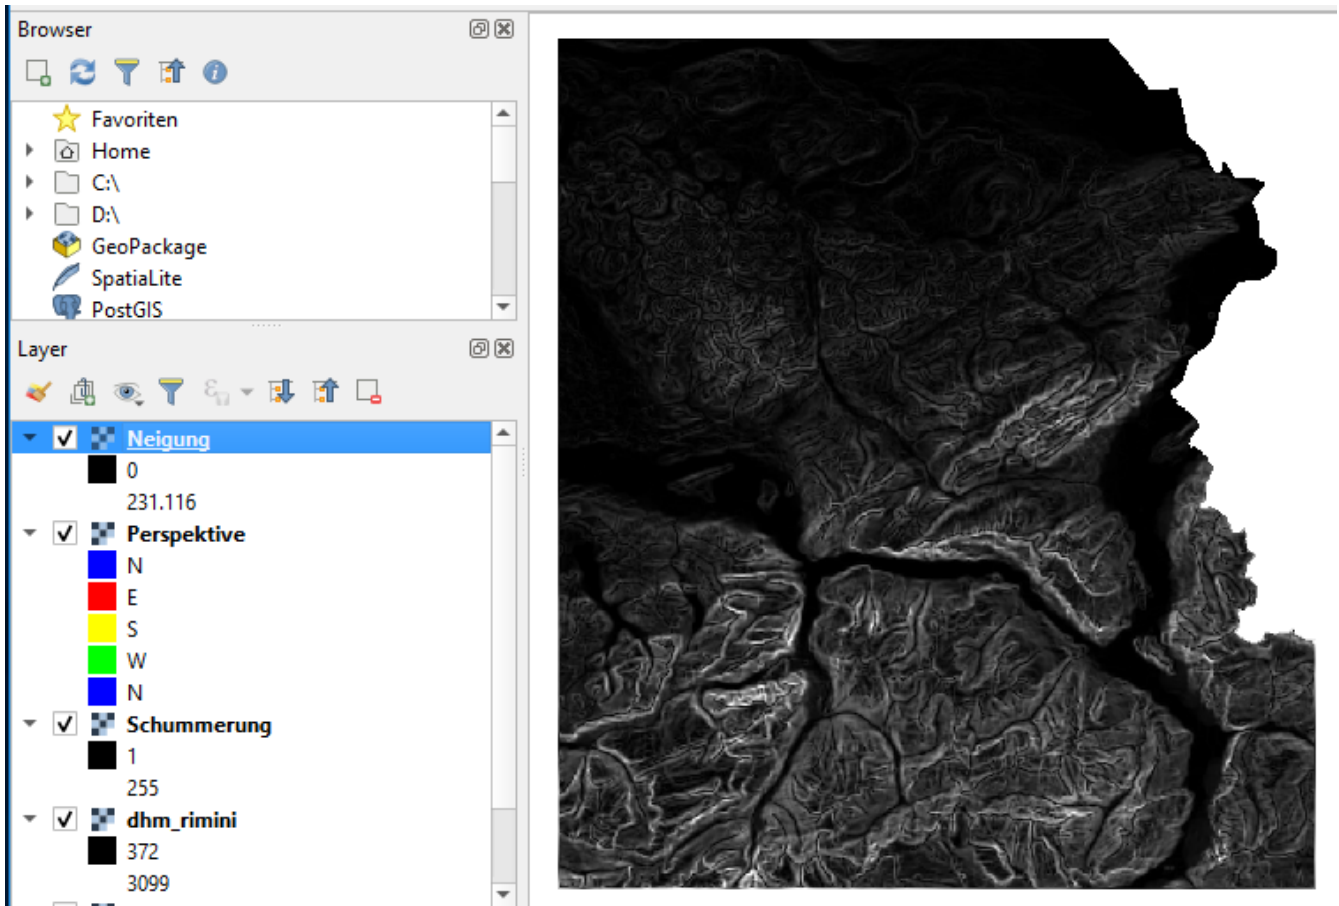 Browser
Favoriten
Home
C:\
D:\
GeoPackage
SpatiaLite
PostGIS
Layer
Neigung
0
231.116
Perspektive
N
E
S
W
N
Schummerung
1
255
dhm_rimini
372
3099